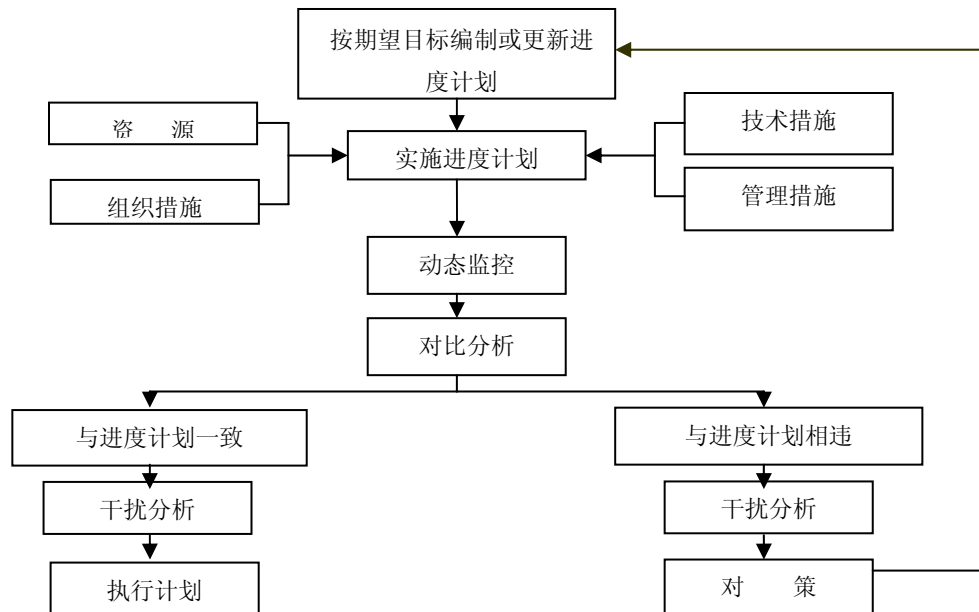 按期望目标编制或更新进
度计划
资 源
技术措施
实施进度计划
组织措施
管理措施
动态监控
对比分析
与进度计划一致
与进度计划相违
干扰分析
干扰分析
执行计划
对 策